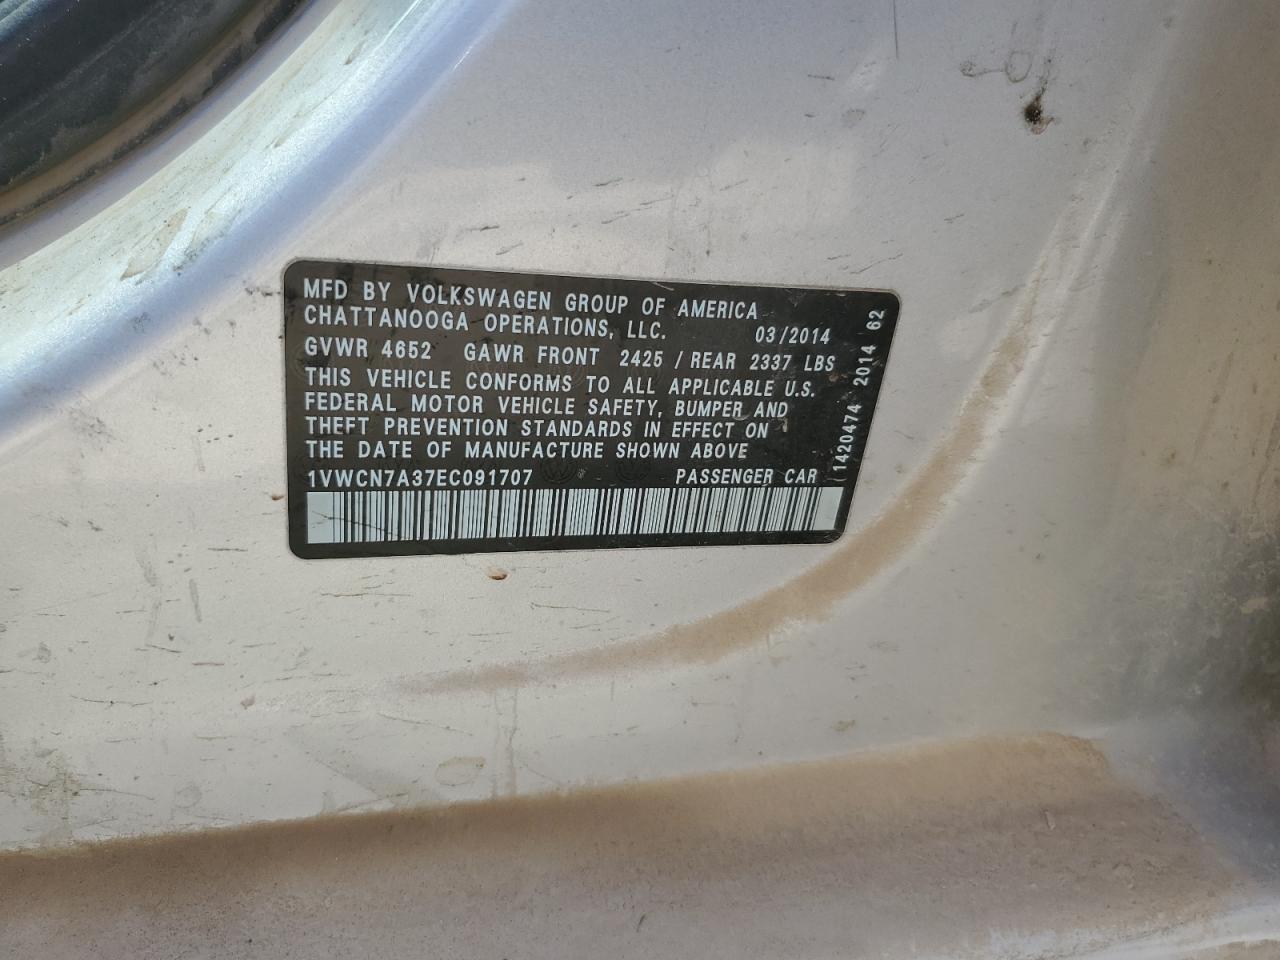 MFD BY VOLKSWAGEN GROUP OF AMERICA
CHATTANOOGA OPERATIONS, LLC. 03/2014
GVWR 4652 GAWR FRONT 2425 / REAR 2337 LBS
THIS VEHICLE CONFORMS TO ALL APPLICABLE U.S.
FEDERAL MOTOR VEHICLE SAFETY, BUMPER AND
THEFT PREVENTION STANDARDS IN EFFECT ON
THE DATE OF MANUFACTURE SHOWN ABOVE
1VWCN7A37EC091707 PASSENGER CAR
1420474 2014 62